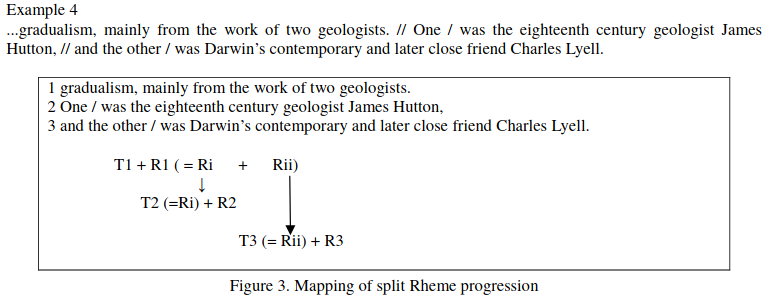 Example 4
...gradualism, mainly from the work of two geologists. // One / was the eighteenth century geologist James
Hutton, // and the other / was Darwin's contemporary and later close friend Charles Lyell.
1 gradualism, mainly from the work of two geologists.
2 One / was the eighteenth century geologist James Hutton,
3 and the other / was Darwin's contemporary and later close friend Charles Lyell.
T1 + R1 ( = Ri + Rii)
↓
T2 (=Ri) + R2
T3 (= Rii) + R3
Figure 3. Mapping of split Rheme progression